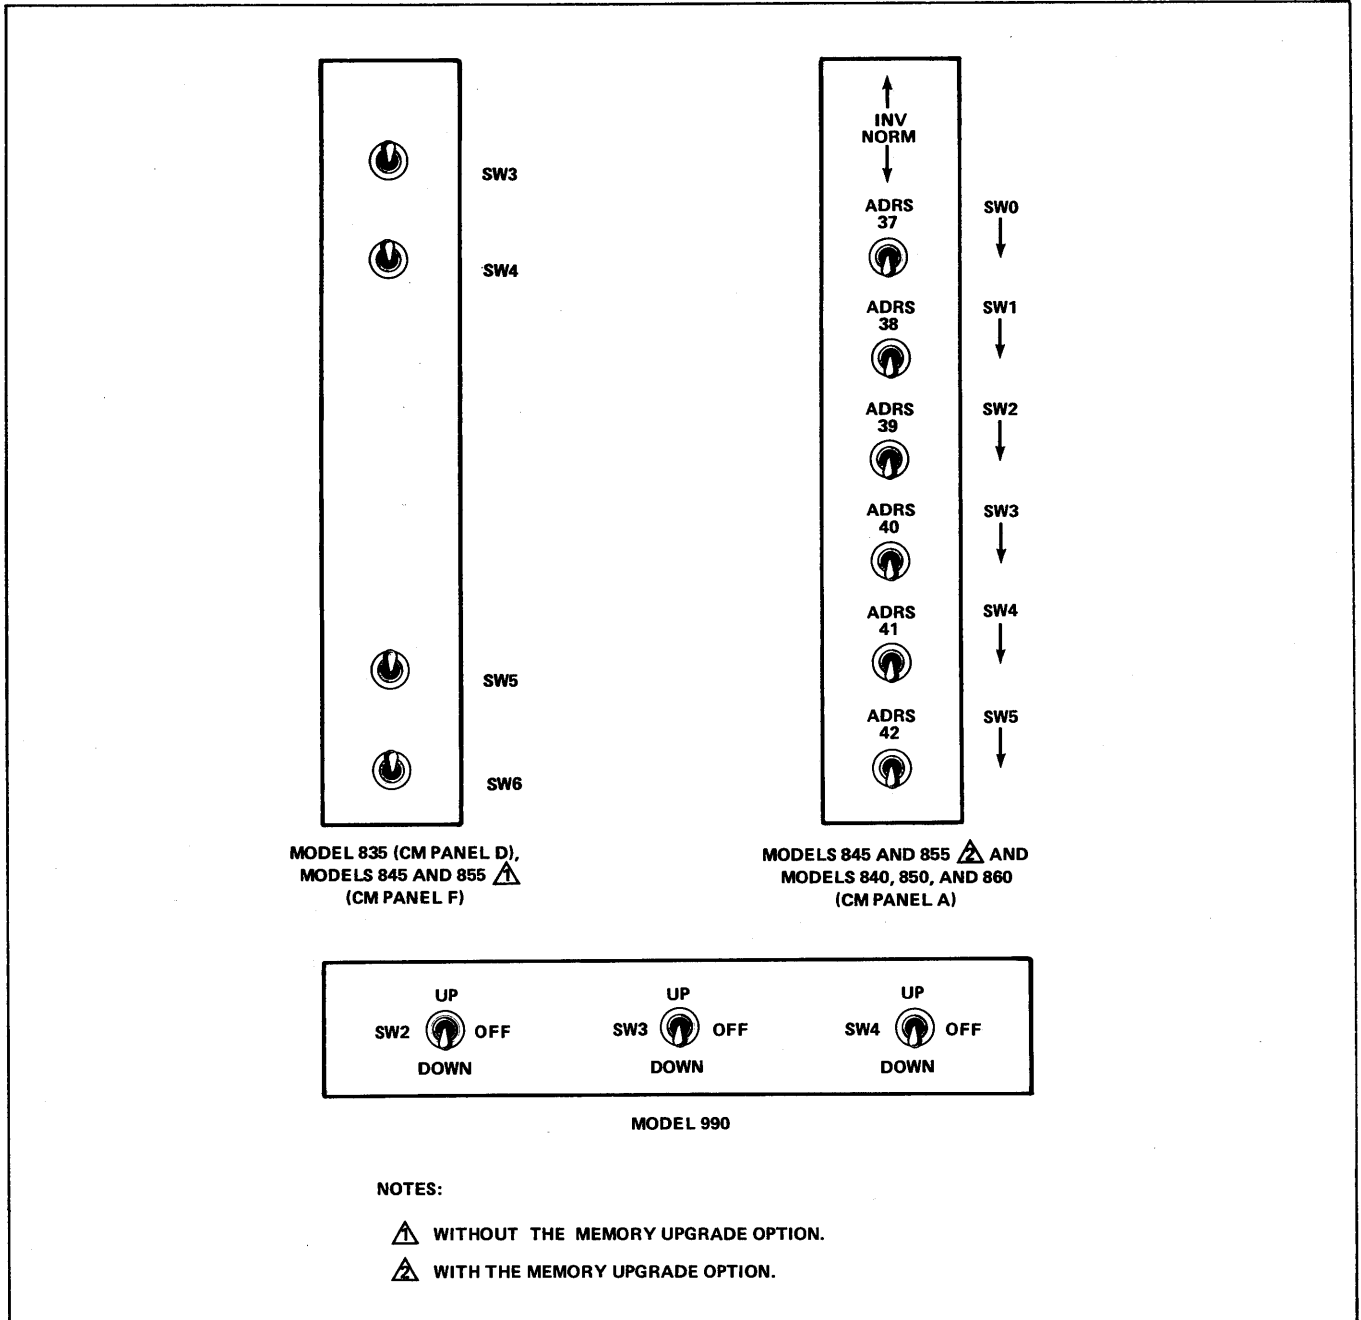 SW3
SW4
SW5
SW6
MODEL 835 (CM PANEL D),
MODELS 845 AND 855 1
(CM PANEL F)
INV
NORM
ADRS
37
SW0
ADRS
38
SW1
ADRS
39
SW2
ADRS
40
SW3
ADRS
41
SW4
ADRS
42
SW5
MODELS 845 AND 855 2 AND
MODELS 840, 850, AND 860
(CM PANEL A)
UP
SW2 OFF
DOWN
UP
SW3 OFF
DOWN
UP
SW4 OFF
DOWN
MODEL 990
NOTES:
1 WITHOUT THE MEMORY UPGRADE OPTION.
2 WITH THE MEMORY UPGRADE OPTION.